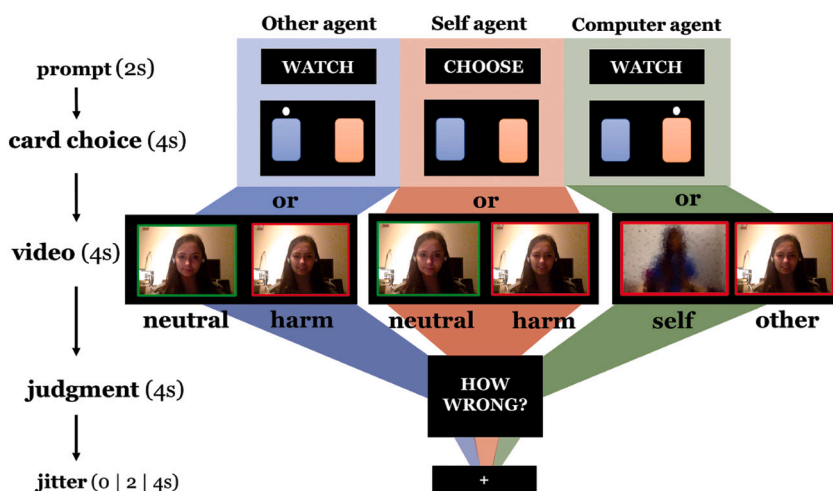 Other agent
Self agent
Computer agent
prompt (2s)
WATCH
CHOOSE
WATCH
card choice (4s)
or
or
or
video (4s)
neutral
harm
neutral
harm
self
other
judgment (4s)
HOW
WRONG?
jitter (0 | 2 | 4s)
+